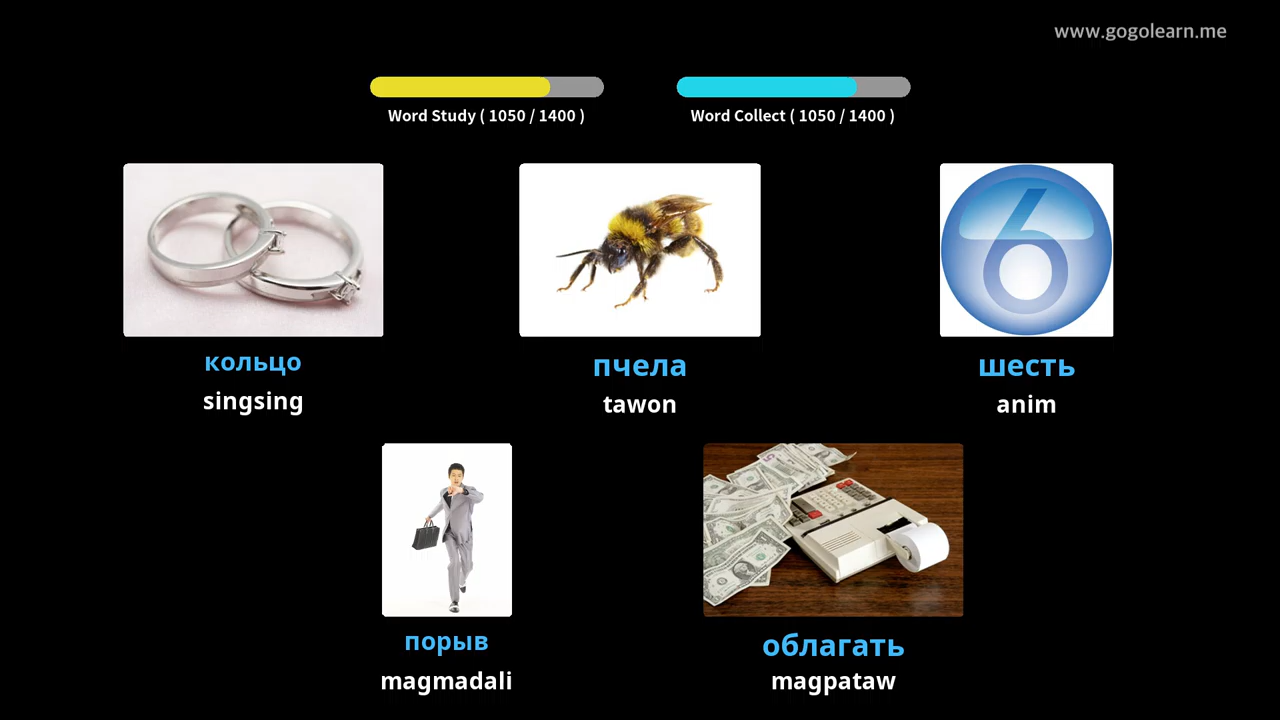 www.gogolearn.me
Word Study ( 1050 / 1400 )
Word Collect ( 1050 / 1400 )
6
кольцо
singsing
пчела
tawon
шесть
anim
порыв
magmadali
облагать
magpataw